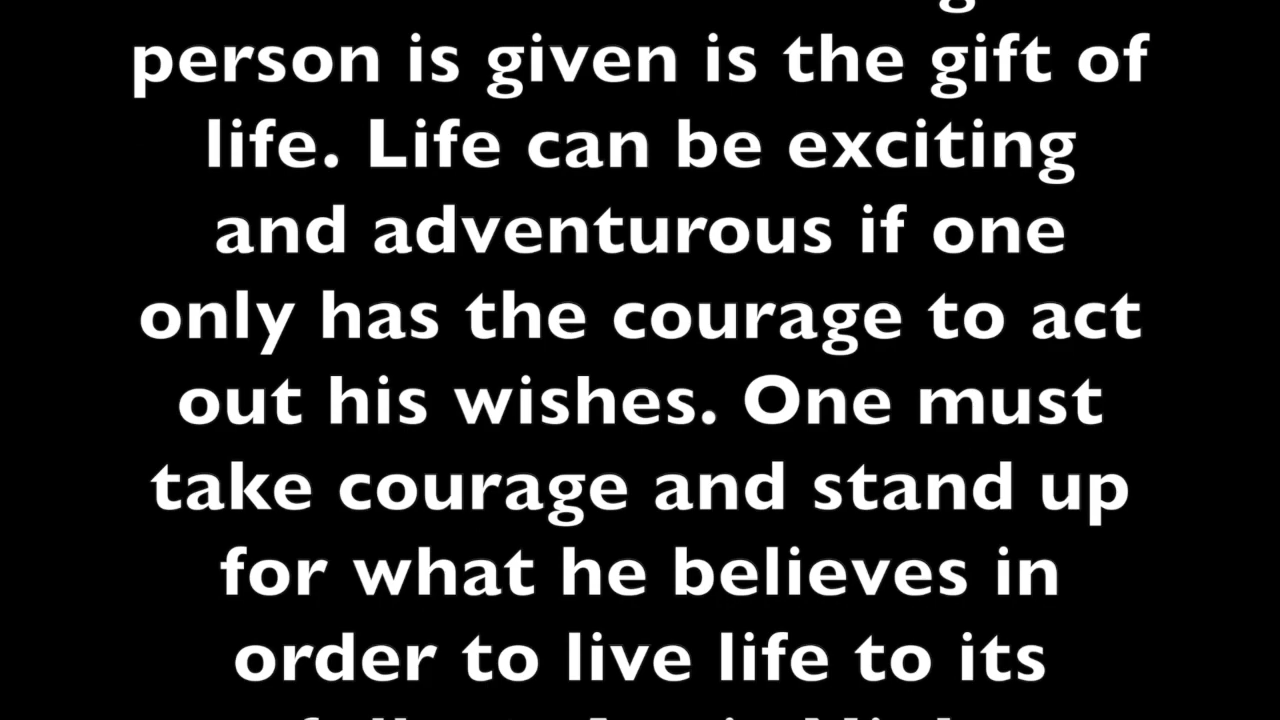 person is given is the gift of
life. Life can be exciting
and adventurous if one
only has the courage to act
out his wishes. One must
take courage and stand up
for what he believes in
order to live life to its